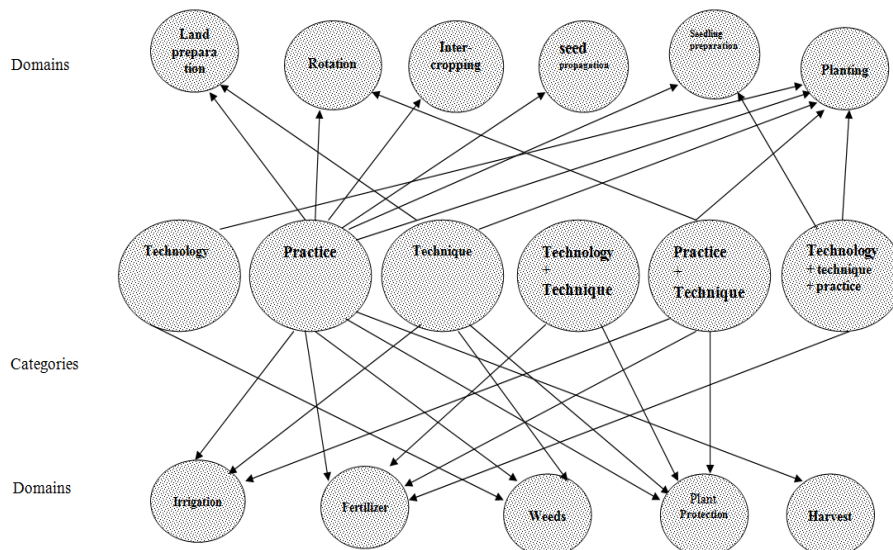 Domains
Land
prepara
tion
Rotation
Inter-
cropping
seed
propagation
Seedling
preparation
Planting
Technology
Practice
Technique
Technology
+
Technique
Practice
+
Technique
Technology
+ technique
+ practice
Categories
Domains
Irrigation
Fertilizer
Weeds
Plant
Protection
Harvest